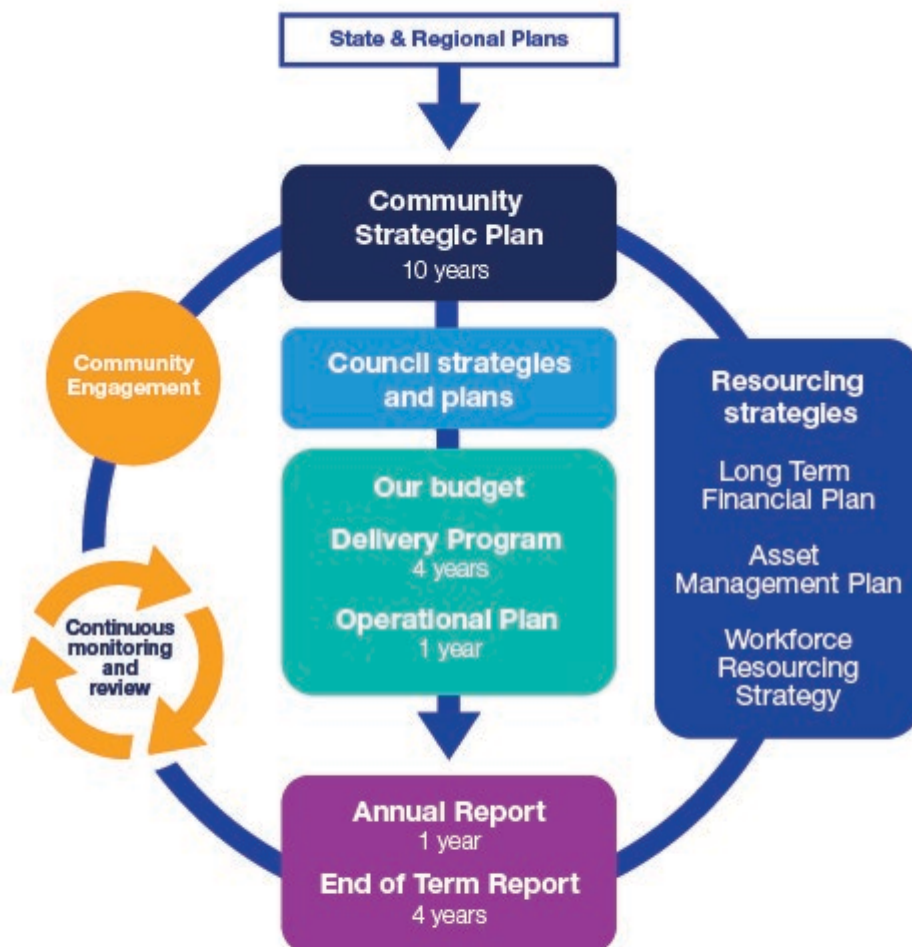 State & Regional Plans
Community
Strategic Plan
10 years
Community
Engagement
Council strategies
and plans
Resourcing
strategies
Long Term
Financial Plan
Asset
Management Plan
Workforce
Resourcing
Strategy
Our budget
Delivery Program
4 years
Operational Plan
1 year
Continuous
monitoring
and
review
Annual Report
1 year
End of Term Report
4 years